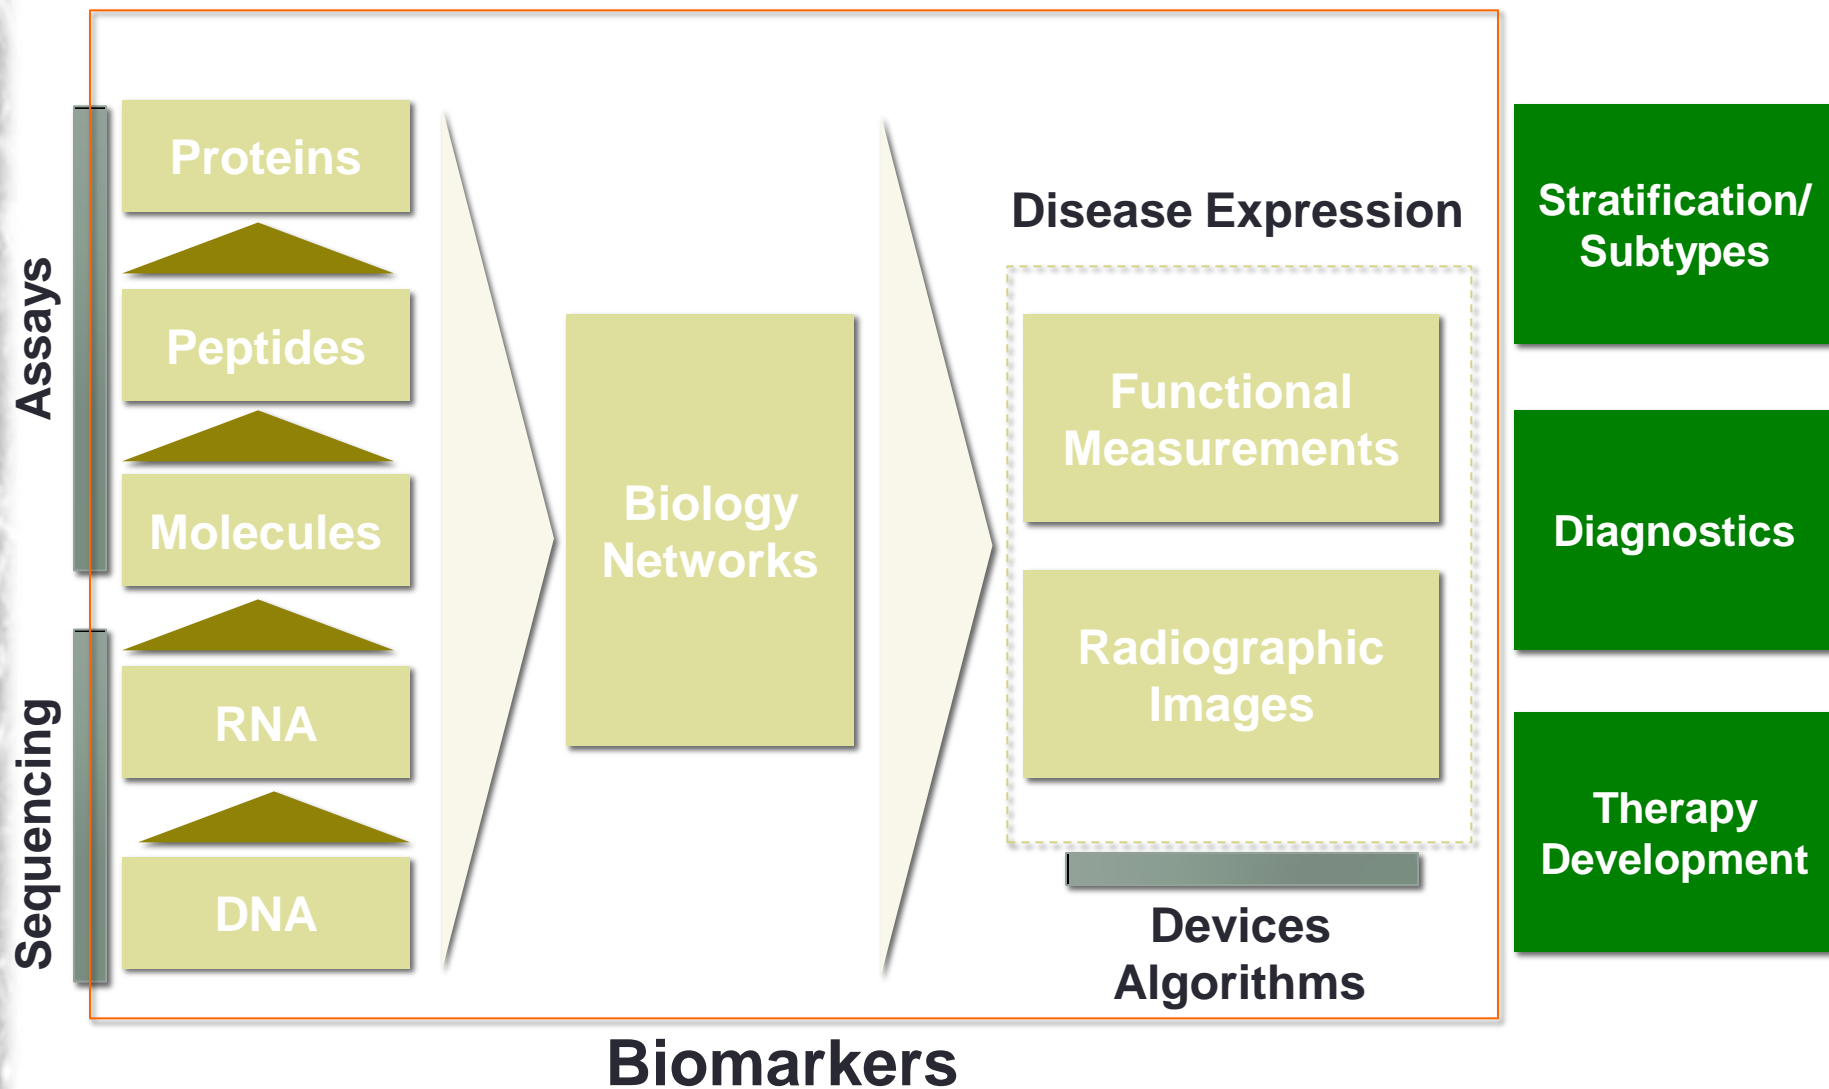 Assays
Sequencing
Proteins
Peptides
Molecules
RNA
DNA
Biology
Networks
Disease Expression
Functional
Measurements
Radiographic
Images
Devices
Algorithms
Stratification/
Subtypes
Diagnostics
Therapy
Development
Biomarkers